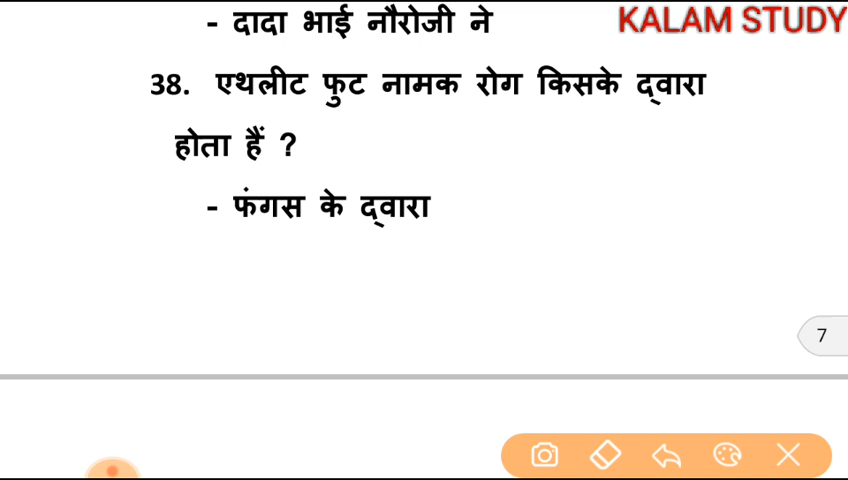 - दादा भाई नौरोजी ने
KALAM STUDY
38. एथलीट फुट नामक रोग किसके द्वारा
होता हैं ?
- फंगस के द्वारा
7